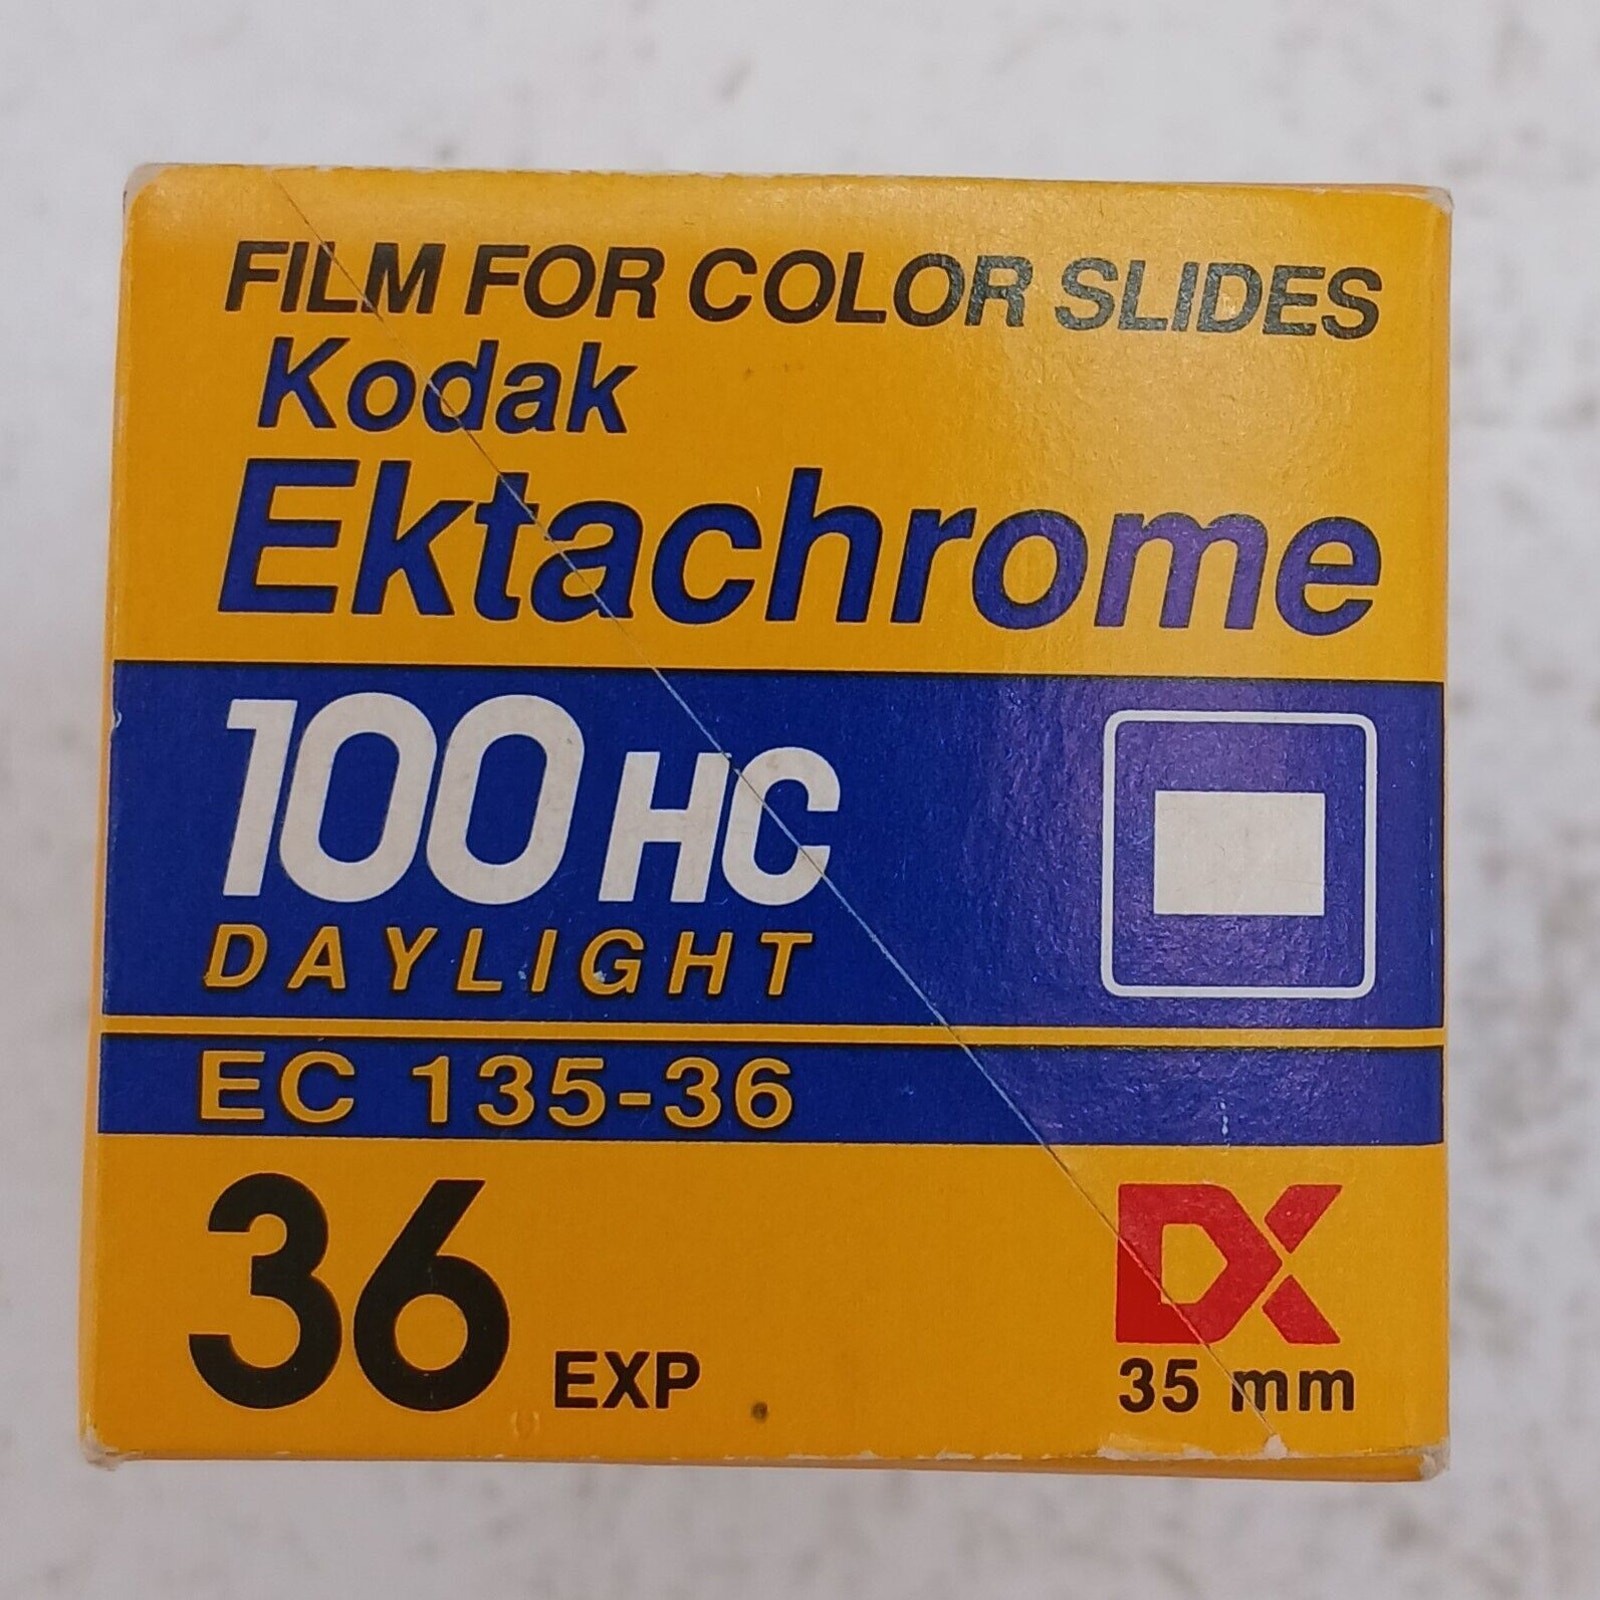 FILM FOR COLOR SLIDES
Kodak
Ektachrome
100 HC
DAYLIGHT
EC 135-36
36 EXP
DX
35 mm